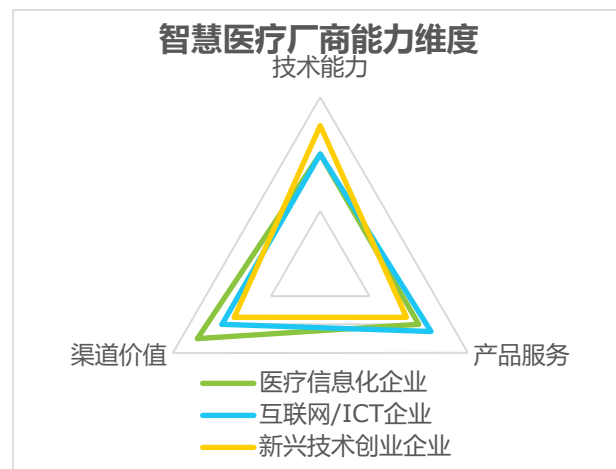 智慧医疗厂商能力维度
技术能力
渠道价值
产品服务
医疗信息化企业
互联网/ICT企业
新兴技术创业企业